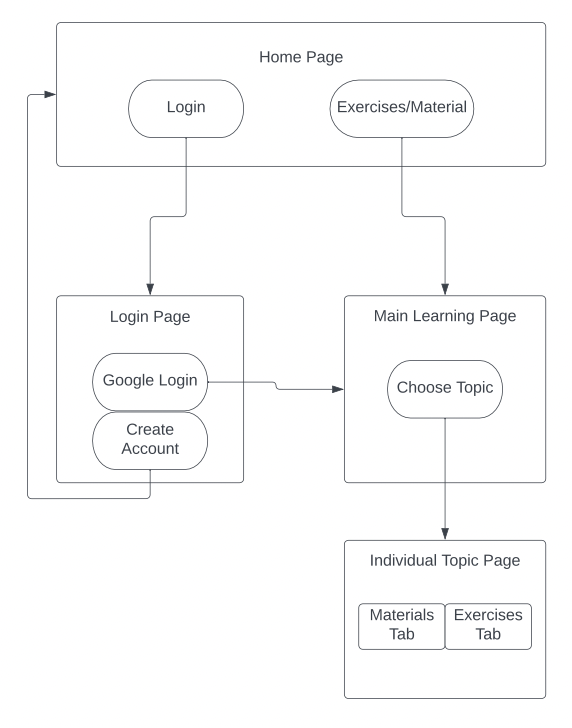 Home Page
Login
Exercises/Material
Login Page
Main Learning Page
Google Login
Choose Topic
Create
Account
Individual Topic Page
Materials
Tab
Exercises
Tab